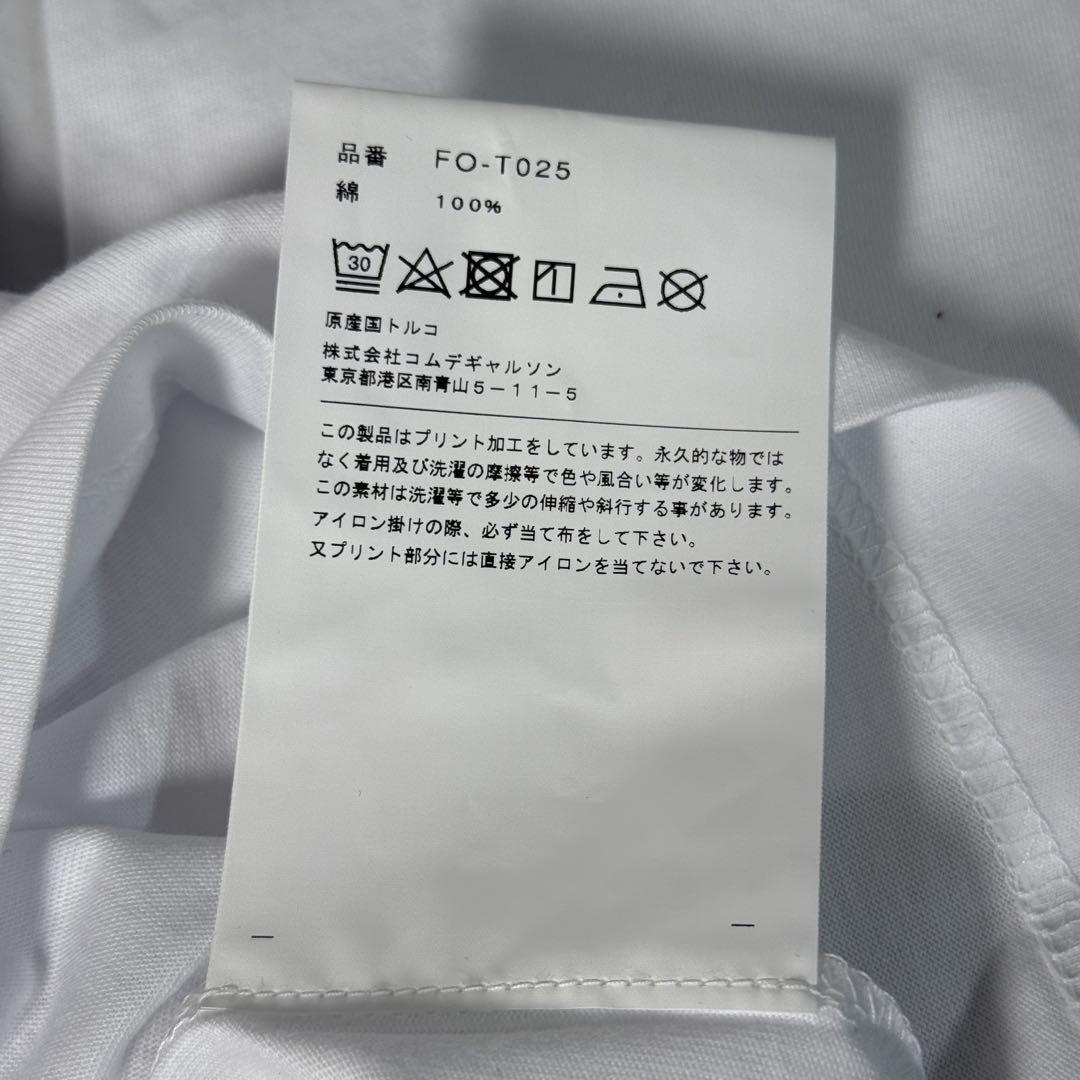 品番 FO-T025
綿 100%
30
原産国トルコ
株式会社コムデギャルソン
東京都港区南青山5-11-5
この製品はプリント加工をしています。永久的な物では
なく着用及び洗濯の摩擦等で色や風合い等が変化します。
この素材は洗濯等で多少の伸縮や斜行する事があります。
アイロン掛けの際、必ず当て布をして下さい。
又プリント部分には直接アイロンを当てないで下さい。